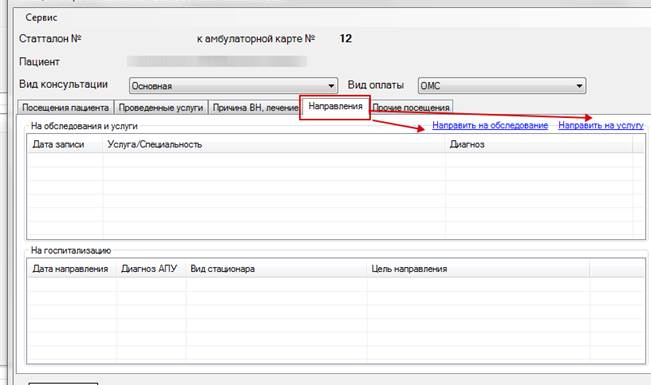 Сервис
Статталон № к амбулаторной карте № 12
Пациент
Вид консультации Основная Вид оплаты ОМС
Посещения пациента Проведенные услуги Причина ВН, лечение Направления Прочие посещения
На обследования и услуги Направить на обследование Направить на услугу
Дата записи Услуга/Специальность Диагноз
На госпитализацию
Дата направления Диагноз АПУ Вид стационара Цель направления